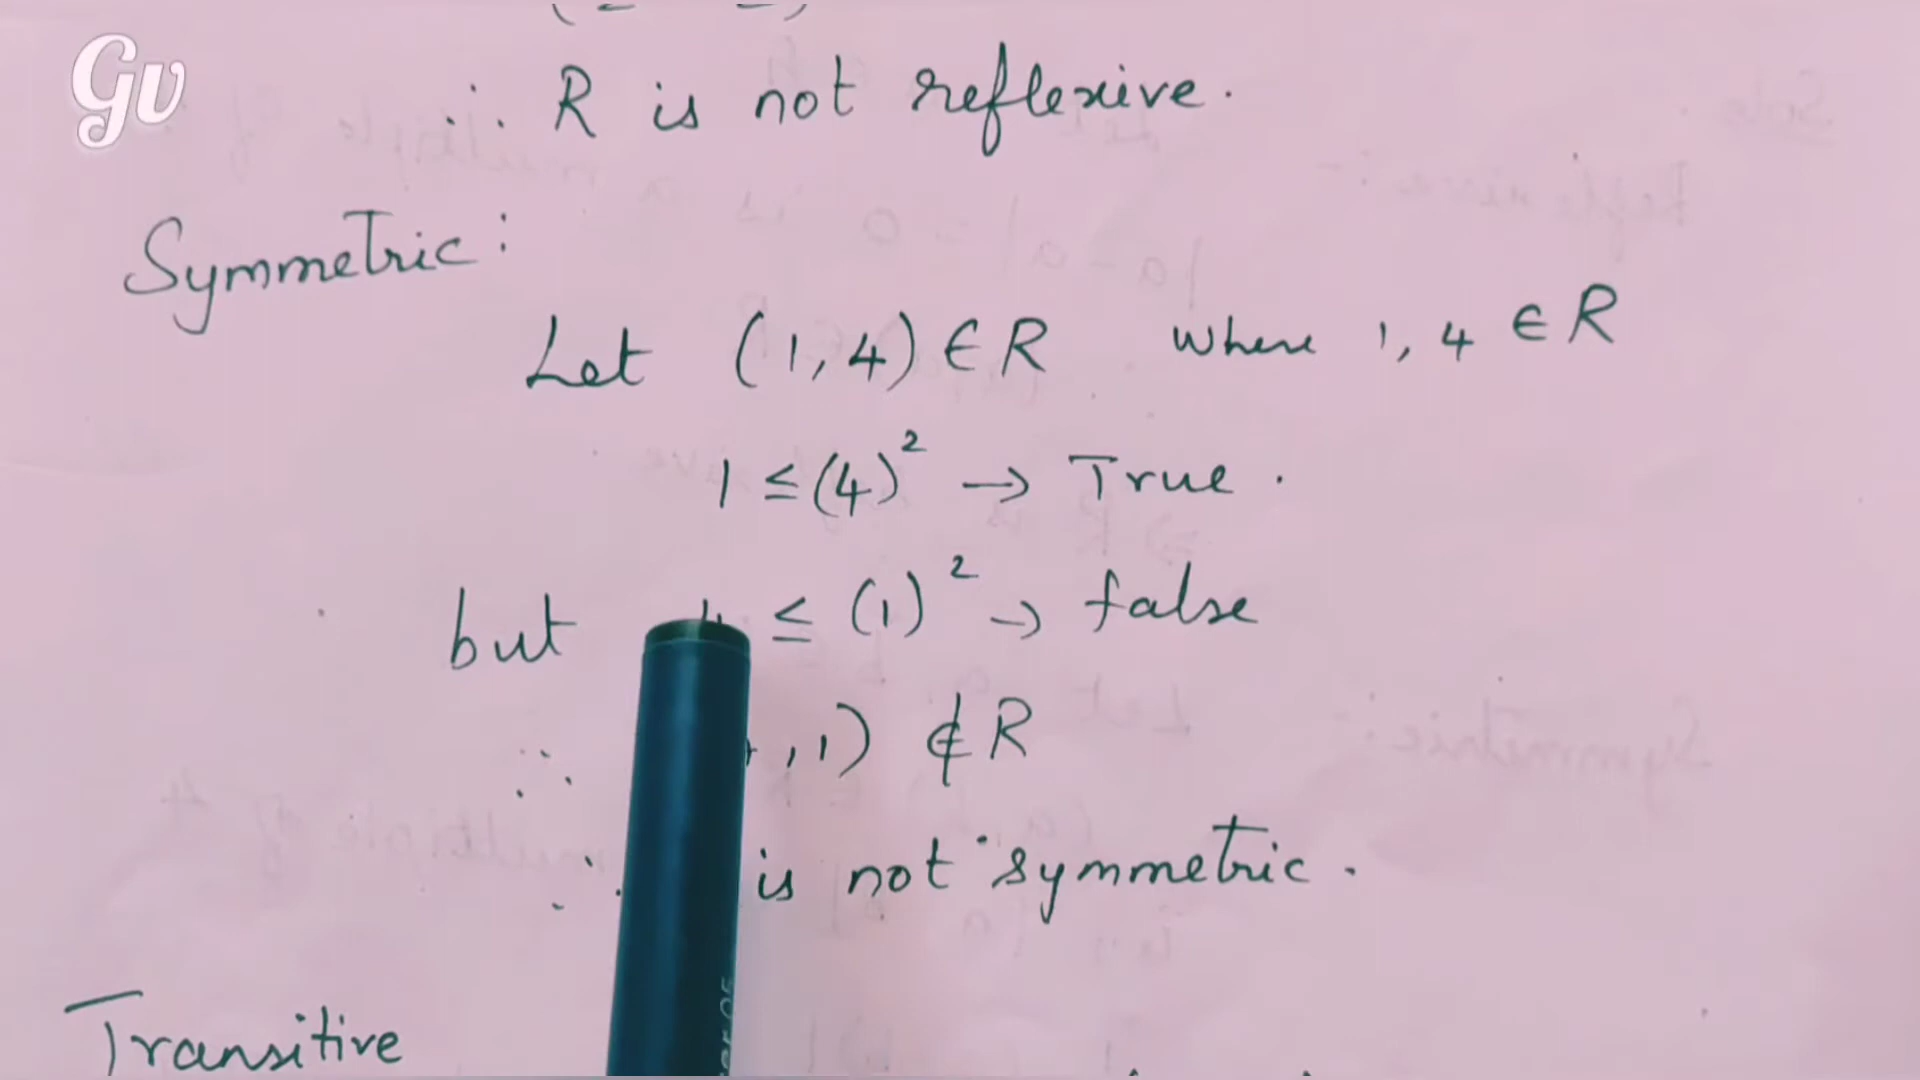 Gv
∴ R is not reflexive.
Symmetric:
Let (1,4) ∈ R where 1, 4 ∈ R
1 ≤ (4)² → True.
but 4 ≤ (1)² → false
∴ ,1) ∉ R
∴ is not symmetric.
Transitive